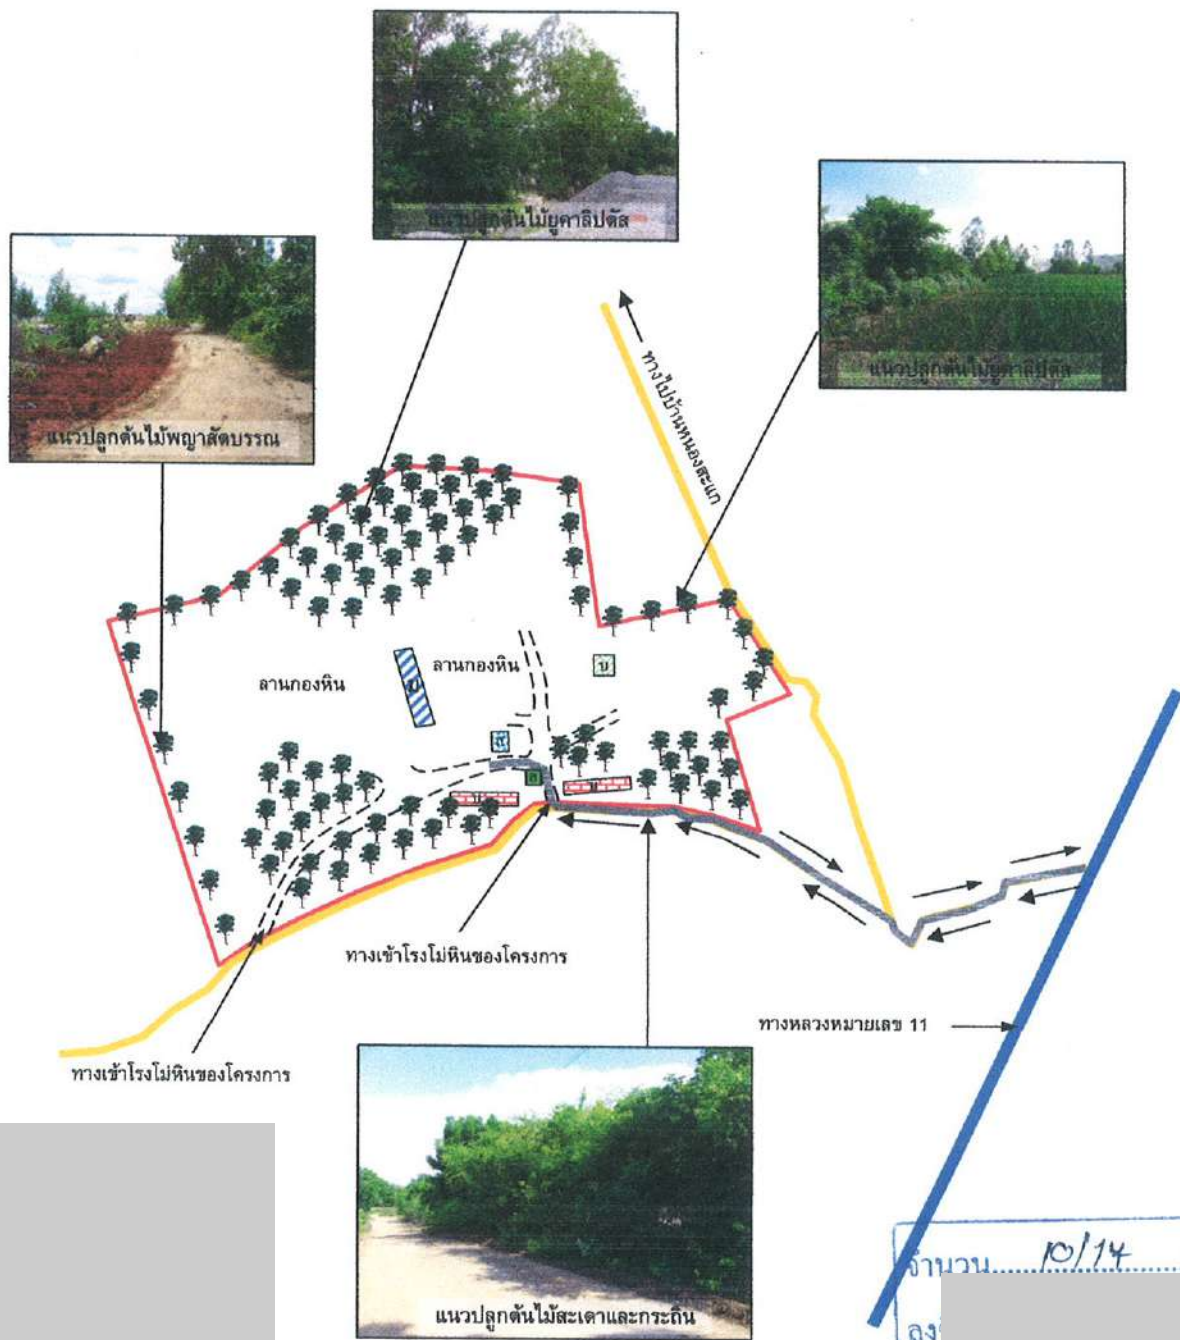 แนวปลูกต้นไม้ยูคาลิปตัส
แนวปลูกต้นไม้ยูคาลิปตัส
แนวปลูกต้นไม้พญาสัตบรรณ
ทางไปบ้านหนองสะแก
ลานกองหิน
ลานกองหิน
บ
ทางเข้าโรงโม่หินของโครงการ
ทางหลวงหมายเลข 11
ทางเข้าโรงโม่หินของโครงการ
แนวปลูกต้นไม้สะเดาและกระถิน
จำนวน 10/14